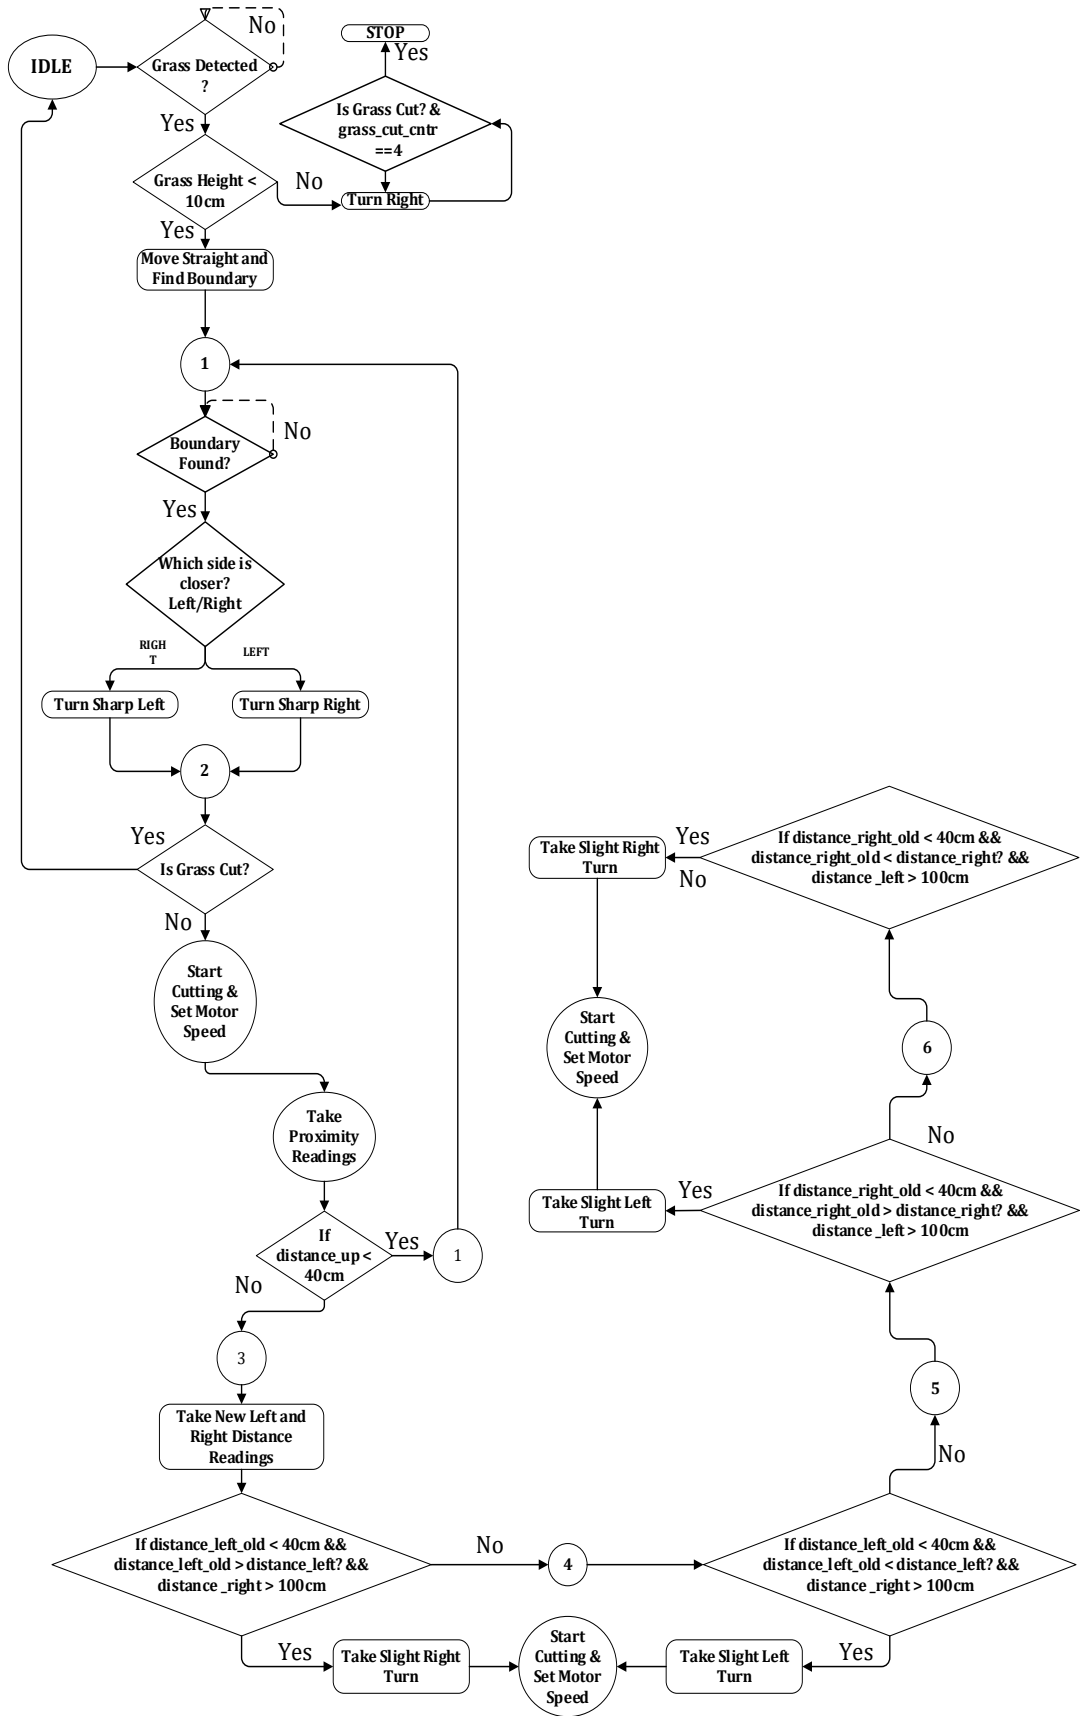 No
STOP
Yes
IDLE
Grass Detected
?
Is Grass Cut? &
grass_cut_cntr
==4
Yes
Grass Height <
10cm
No
Turn Right
Yes
Move Straight and
Find Boundary
1
No
Boundary
Found?
Yes
Which side is
closer?
Left/Right
RIGH
T
LEFT
Turn Sharp Left
Turn Sharp Right
2
Yes
Is Grass Cut?
No
Start
Cutting &
Set Motor
Speed
Take
Proximity
Readings
If
distance_up <
40cm
Yes
1
No
3
Take New Left and
Right Distance
Readings
If distance_left_old < 40cm &&
distance_left_old > distance_left? &&
distance _right > 100cm
No
4
If distance_left_old < 40cm &&
distance_left_old < distance_left? &&
distance _right > 100cm
Yes
Take Slight Right
Turn
Start
Cutting &
Set Motor
Speed
Take Slight Left
Turn
Yes
No
5
If distance_right_old < 40cm &&
distance_right_old > distance_right? &&
distance _left > 100cm
Yes
Take Slight Left
Turn
No
6
If distance_right_old < 40cm &&
distance_right_old < distance_right? &&
distance _left > 100cm
Yes
No
Take Slight Right
Turn
Start
Cutting &
Set Motor
Speed